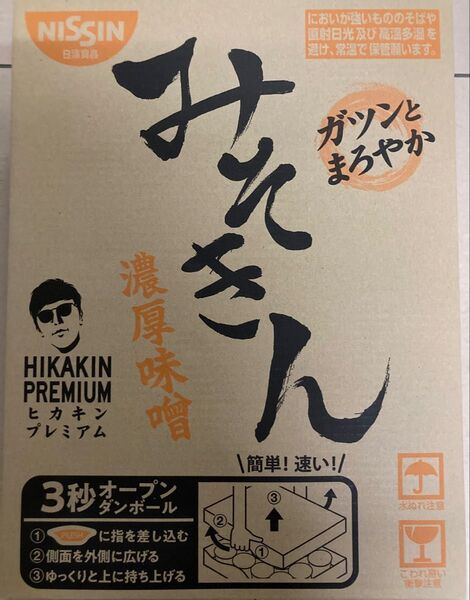 NISSIN
日清食品
においが強いもののそばや
直射日光及び高温多湿を
避け、常温で保管願います。
みそきん
ガツンと
まろやか
濃厚味噌
HIKAKIN
PREMIUM
ヒカキン
プレミアム
簡単!速い!
3秒オープン
ダンボール
① PUSH に指を差し込む
② 側面を外側に広げる
③ ゆっくりと上に持ち上げる
③
②
①
水ぬれ注意
こわれ易い
衝撃注意